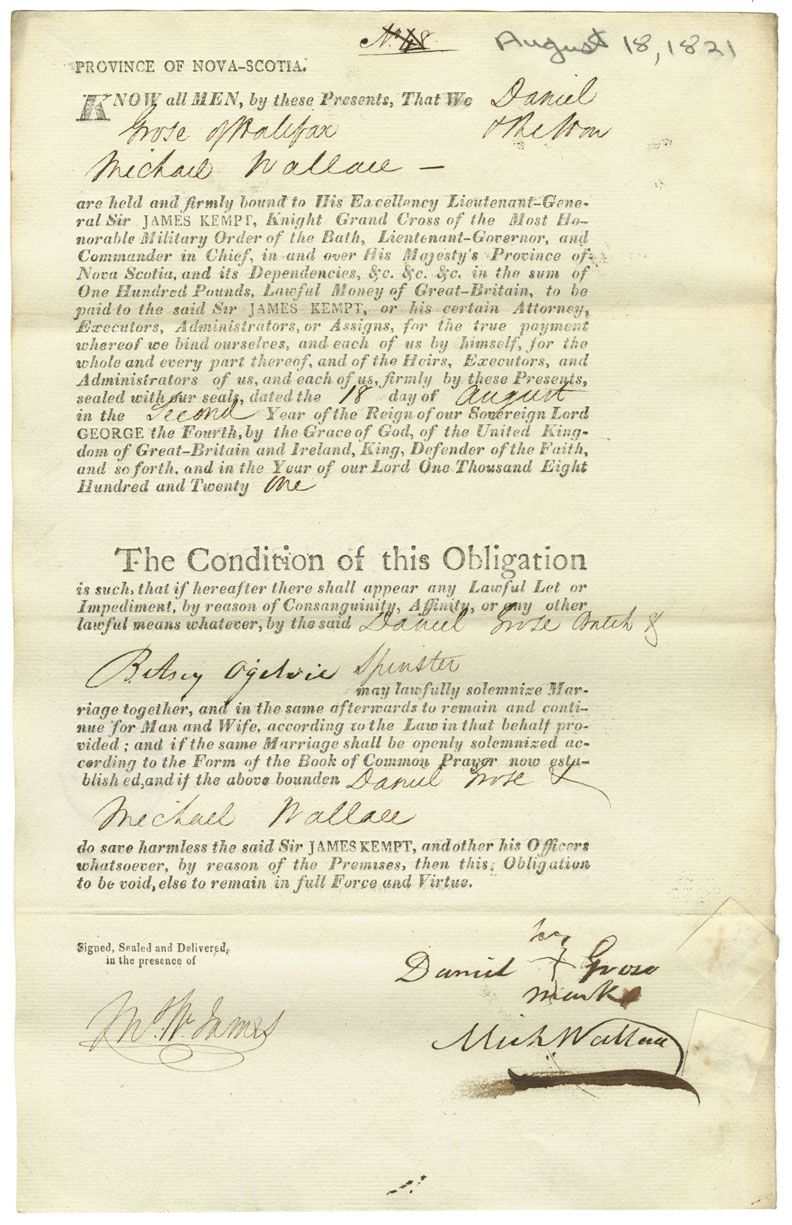 No. 48
August 18, 1821
PROVINCE OF NOVA-SCOTIA.
KNOW all MEN, by these Presents, That We Daniel
Grose of Halifax & the Hon
Michael Wallace —
are held and firmly bound to His Excellency Lieutenant-Gene-
ral Sir JAMES KEMPT, Knight Grand Cross of the Most Ho-
norable Military Order of the Bath, Lientenant-Governor, and
Commander in Chief, in and over His Majesty's Province of
Nova Scotia, and its Dependencies, &c. &c. &c. in the sum of
One Hundred Pounds, Lawful Money of Great-Britain, to be
paid to the said Sir JAMES KEMPT, or his certain Attorney,
Executors, Administrators, or Assigns, for the true payment
whereof we bind ourselves, and each of us by himself, for the
whole and every part thereof, and of the Heirs, Executors, and
Administrators of us, and each of us, firmly by these Presents,
sealed with our seals, dated the 18 day of August
in the Second Year of the Reign of our Sovereign Lord
GEORGE the Fourth, by the Grace of God, of the United King-
dom of Great-Britain and Ireland, King, Defender of the Faith,
and so forth. and in the Year of our Lord One Thousand Eight
Hundred and Twenty one
The Condition of this Obligation
is such, that if hereafter there shall appear any Lawful Let or
Impediment, by reason of Consanguinity, Affinity, or any other
lawful means whatever, by the said Daniel Grose &
Betsey Ogelvie Spinster
may lawfully solemnize Mar-
riage together, and in the same afterwards to remain and conti-
nue for Man and Wife, according to the Law in that behalf pro-
vided; and if the same Marriage shall be openly solemnized ac-
cording to the Form of the Book of Common Prayer now esta-
blished, and if the above bounden Daniel Grose &
Michael Wallace
do save harmless the said Sir JAMES KEMPT, and other his Officers
whatsoever, by reason of the Premises, then this Obligation
to be void, else to remain in full Force and Virtue.
Signed, Sealed and Delivered,
in the presence of
James
his
Daniel X Grose
mark
Mich Wallace